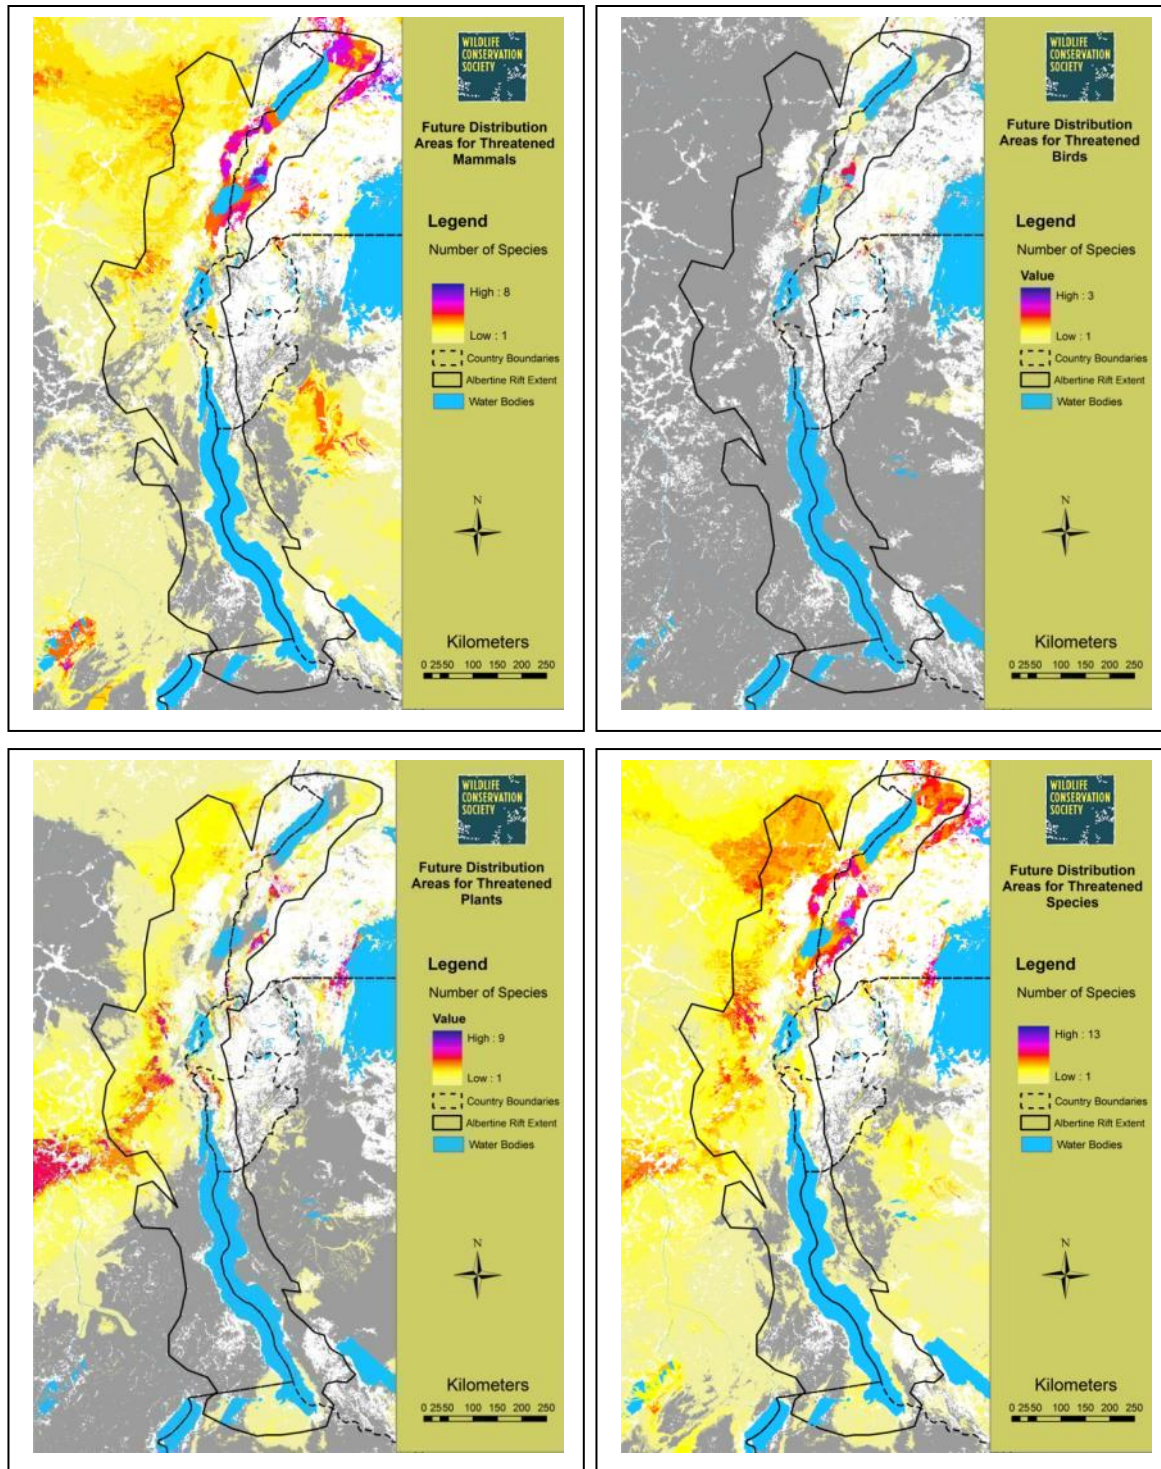 WILDLIFE
CONSERVATION
SOCIETY
Future Distribution
Areas for Threatened
Mammals
Legend
Number of Species
High : 8
Low : 1
Country Boundaries
Albertine Rift Extent
Water Bodies
N
Kilometers
0 25 50 100 150 200 250
WILDLIFE
CONSERVATION
SOCIETY
Future Distribution
Areas for Threatened
Birds
Legend
Number of Species
Value
High : 3
Low : 1
Country Boundaries
Albertine Rift Extent
Water Bodies
N
Kilometers
0 25 50 100 150 200 250
WILDLIFE
CONSERVATION
SOCIETY
Future Distribution
Areas for Threatened
Plants
Legend
Number of Species
Value
High : 9
Low : 1
Country Boundaries
Albertine Rift Extent
Water Bodies
N
Kilometers
0 25 50 100 150 200 250
WILDLIFE
CONSERVATION
SOCIETY
Future Distribution
Areas for Threatened
Species
Legend
Number of Species
High : 13
Low : 1
Country Boundaries
Albertine Rift Extent
Water Bodies
N
Kilometers
0 25 50 100 150 200 250